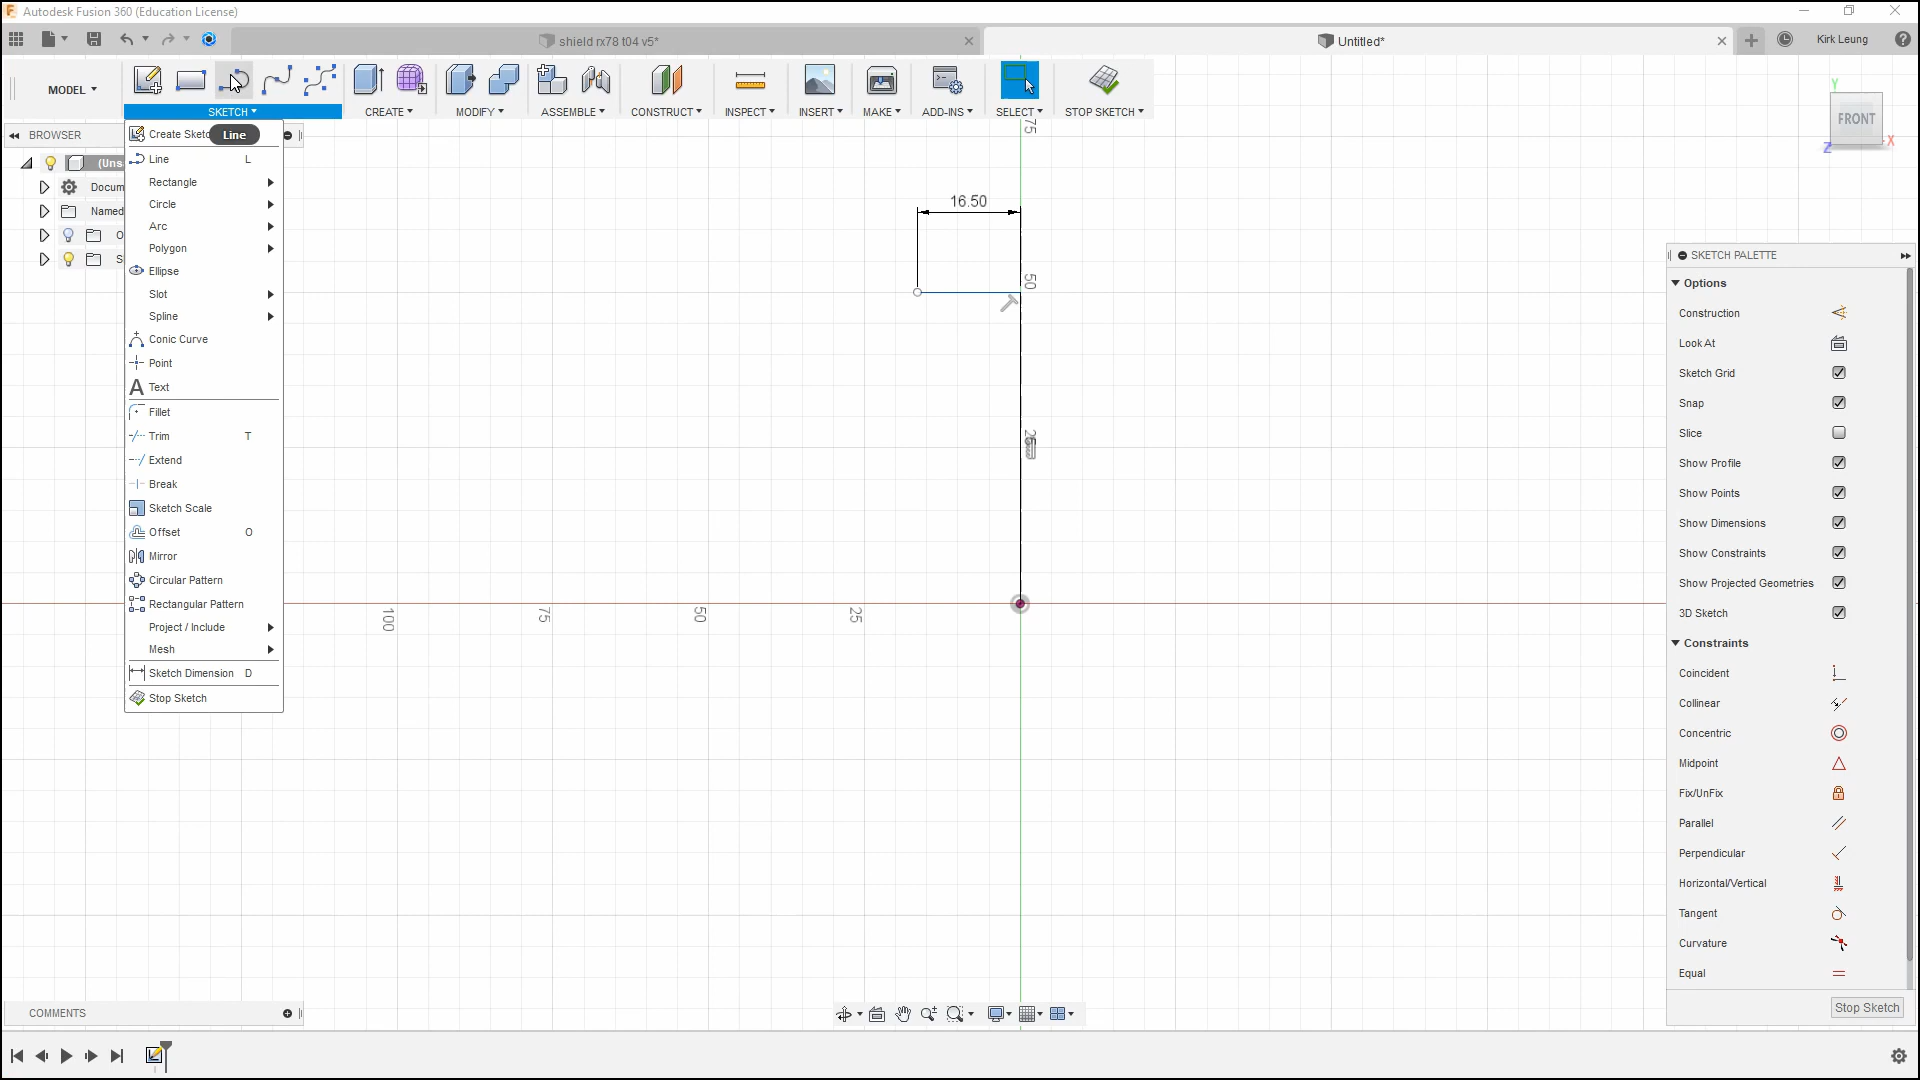 Autodesk Fusion 360 (Education License)
shield rx78 t04 v5*
Untitled*
Kirk Leung
MODEL
SKETCH
CREATE
MODIFY
ASSEMBLE
CONSTRUCT
INSPECT
INSERT
MAKE
ADD-INS
SELECT
STOP SKETCH
BROWSER
(Uns
Docum
Named
O
S
Create Sketc
Line
Line L
Rectangle
Circle
Arc
Polygon
Ellipse
Slot
Spline
Conic Curve
Point
Text
Fillet
Trim T
Extend
Break
Sketch Scale
Offset O
Mirror
Circular Pattern
Rectangular Pattern
Project / Include
Mesh
Sketch Dimension D
Stop Sketch
75
16.50
50
25
100
75
50
25
Y
FRONT
X
Z
SKETCH PALETTE
Options
Construction
Look At
Sketch Grid
Snap
Slice
Show Profile
Show Points
Show Dimensions
Show Constraints
Show Projected Geometries
3D Sketch
Constraints
Coincident
Collinear
Concentric
Midpoint
Fix/UnFix
Parallel
Perpendicular
Horizontal/Vertical
Tangent
Curvature
Equal
Stop Sketch
COMMENTS